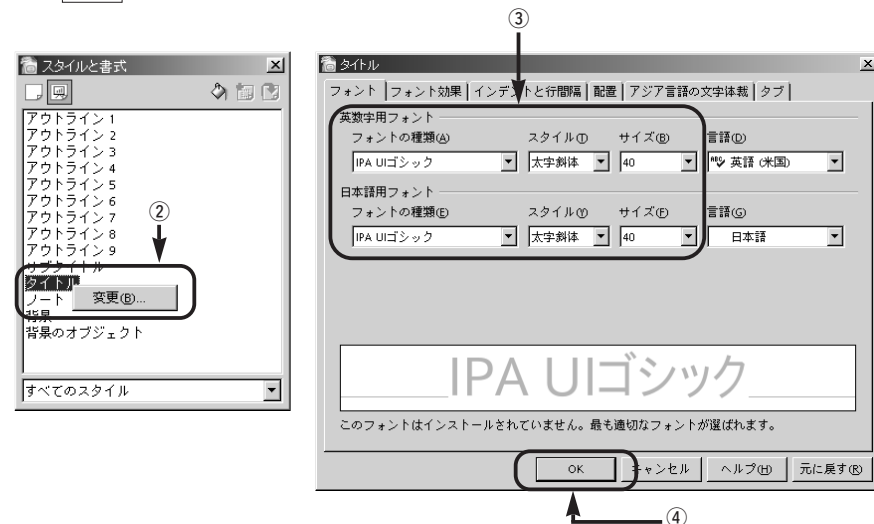 ③
スタイルと書式
アウトライン 1
アウトライン 2
アウトライン 3
アウトライン 4
アウトライン 5
アウトライン 6
アウトライン 7
アウトライン 8
アウトライン 9
サブタイトル
タイトル
ノート
背景
背景のオブジェクト
②
変更(B)...
すべてのスタイル
タイトル
フォント フォント効果 インデントと行間隔 配置 アジア言語の文字体裁 タブ
英数字用フォント
フォントの種類(A) スタイル(T) サイズ(B) 言語(D)
IPA UIゴシック 太字斜体 40 英語 (米国)
日本語用フォント
フォントの種類(E) スタイル(Y) サイズ(F) 言語(G)
IPA UIゴシック 太字斜体 40 日本語
IPA UIゴシック
このフォントはインストールされていません。最も適切なフォントが選ばれます。
OK キャンセル ヘルプ(H) 元に戻す(R)
④